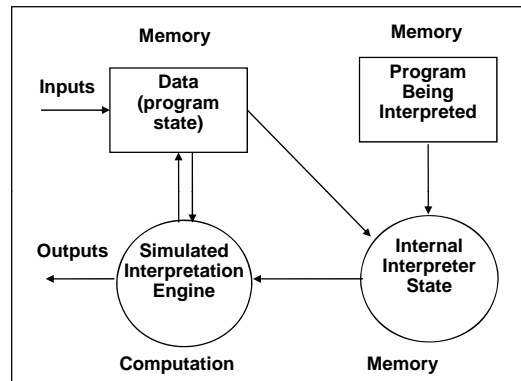 Memory
Memory
Data
(program
state)
Program
Being
Interpreted
Inputs
Outputs
Simulated
Interpretation
Engine
Internal
Interpreter
State
Computation
Memory